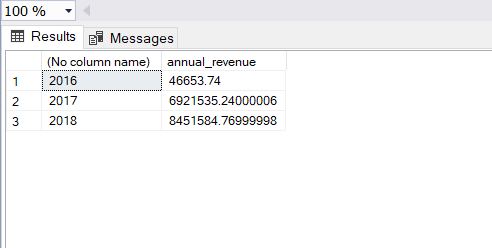 100 %
Results Messages
(No column name) annual_revenue
1 2016 46653.74
2 2017 6921535.24000006
3 2018 8451584.76999998